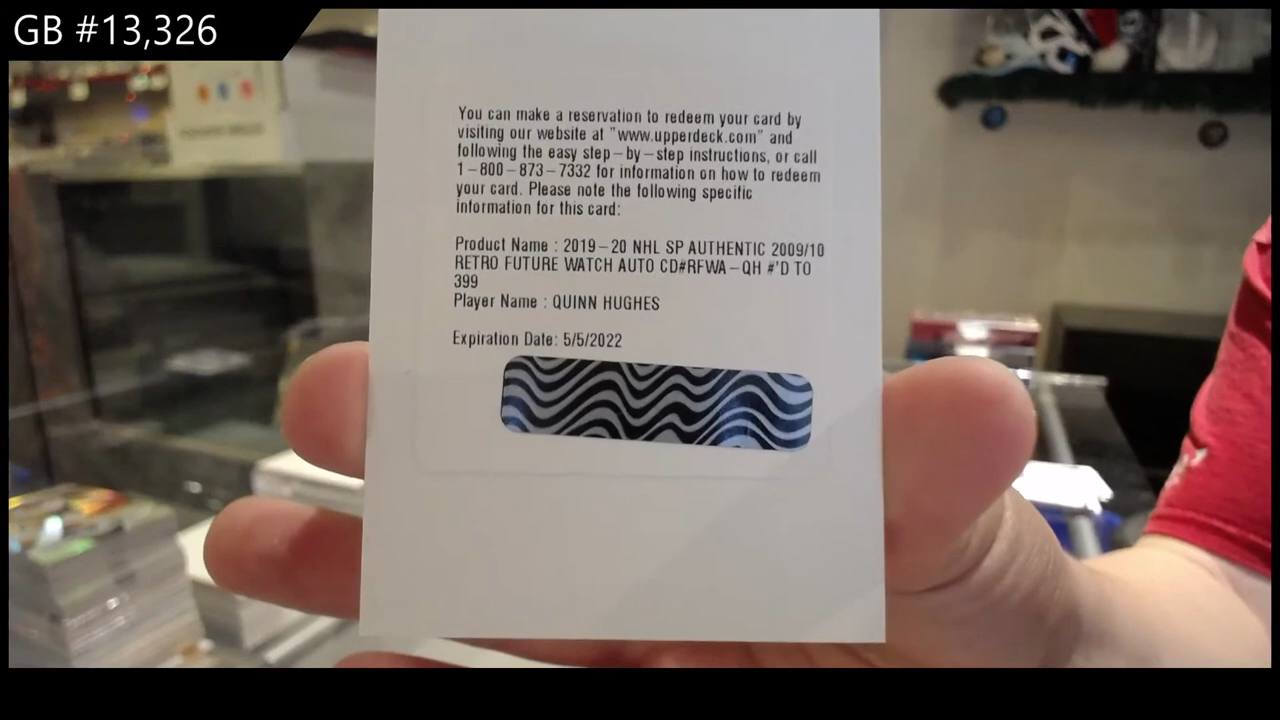 GB #13,326
You can make a reservation to redeem your card by
visiting our website at "www.upperdeck.com" and
following the easy step-by-step instructions, or call
1-800-873-7332 for information on how to redeem
your card. Please note the following specific
information for this card:
Product Name : 2019-20 NHL SP AUTHENTIC 2009/10
RETRO FUTURE WATCH AUTO CD#RFWA-QH #'D TO
399
Player Name : QUINN HUGHES
Expiration Date: 5/5/2022